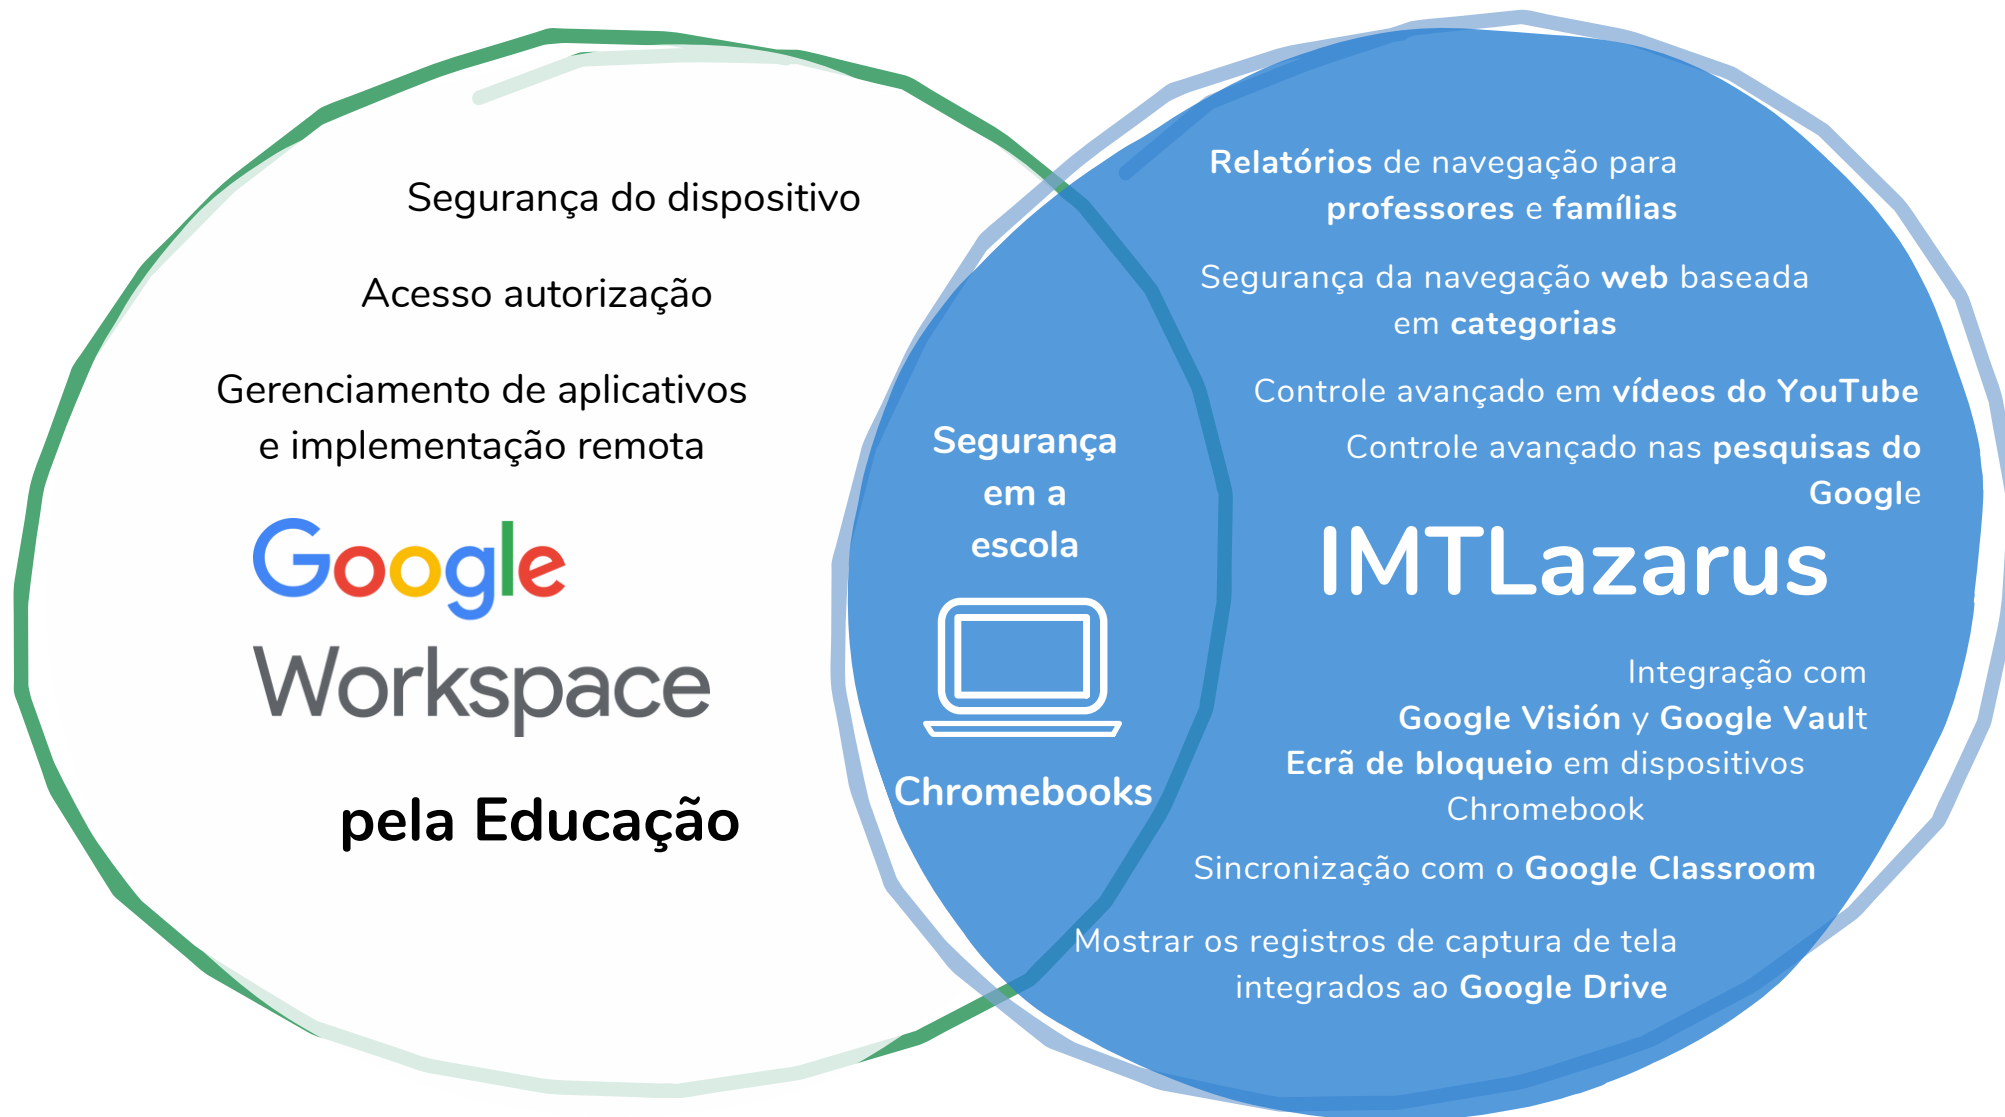 Segurança do dispositivo
Acesso autorização
Gerenciamento de aplicativos
e implementação remota
Google
Workspace
pela Educação
Segurança
em a
escola
Chromebooks
Relatórios de navegação para
professores e famílias
Segurança da navegação web baseada
em categorias
Controle avançado em vídeos do YouTube
Controle avançado nas pesquisas do
Google
IMTLazarus
Integração com
Google Visión y Google Vault
Ecrã de bloqueio em dispositivos
Chromebook
Sincronização com o Google Classroom
Mostrar os registros de captura de tela
integrados ao Google Drive